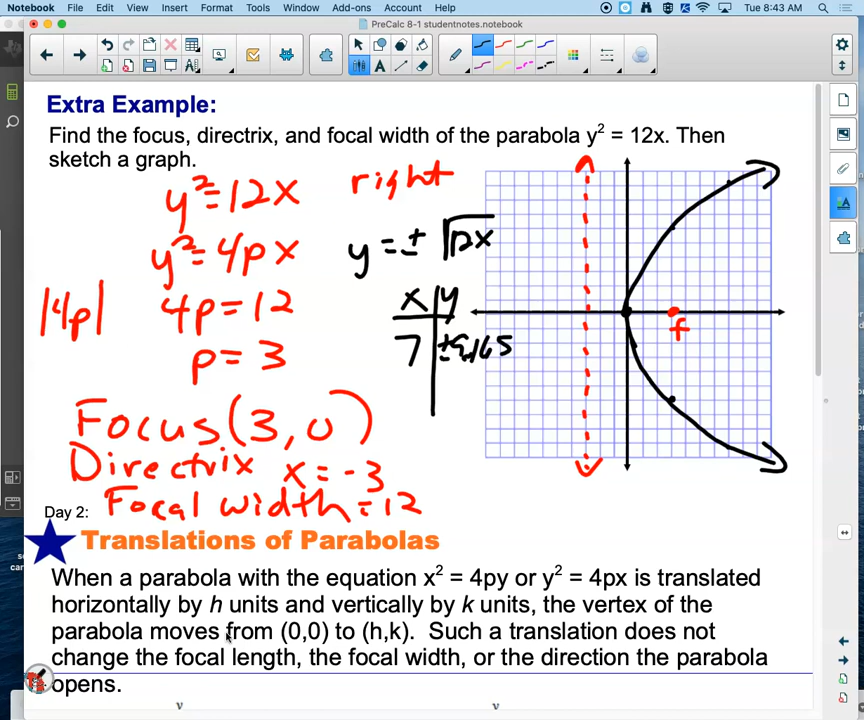 Notebook File Edit View Insert Format Tools Window Add-ons Account Help Tue 8:43 AM
PreCalc 8-1 studentnotes.notebook
Extra Example:
Find the focus, directrix, and focal width of the parabola y² = 12x. Then
sketch a graph.
y² = 12x
right
y² = 4px
y = ± √12x
|4p|
4p = 12
x y
7 ±9.165
p = 3
f
Focus (3, 0)
Directrix x = -3
Focal width = 12
Day 2:
Translations of Parabolas
When a parabola with the equation x² = 4py or y² = 4px is translated
horizontally by h units and vertically by k units, the vertex of the
parabola moves from (0,0) to (h,k). Such a translation does not
change the focal length, the focal width, or the direction the parabola
opens.